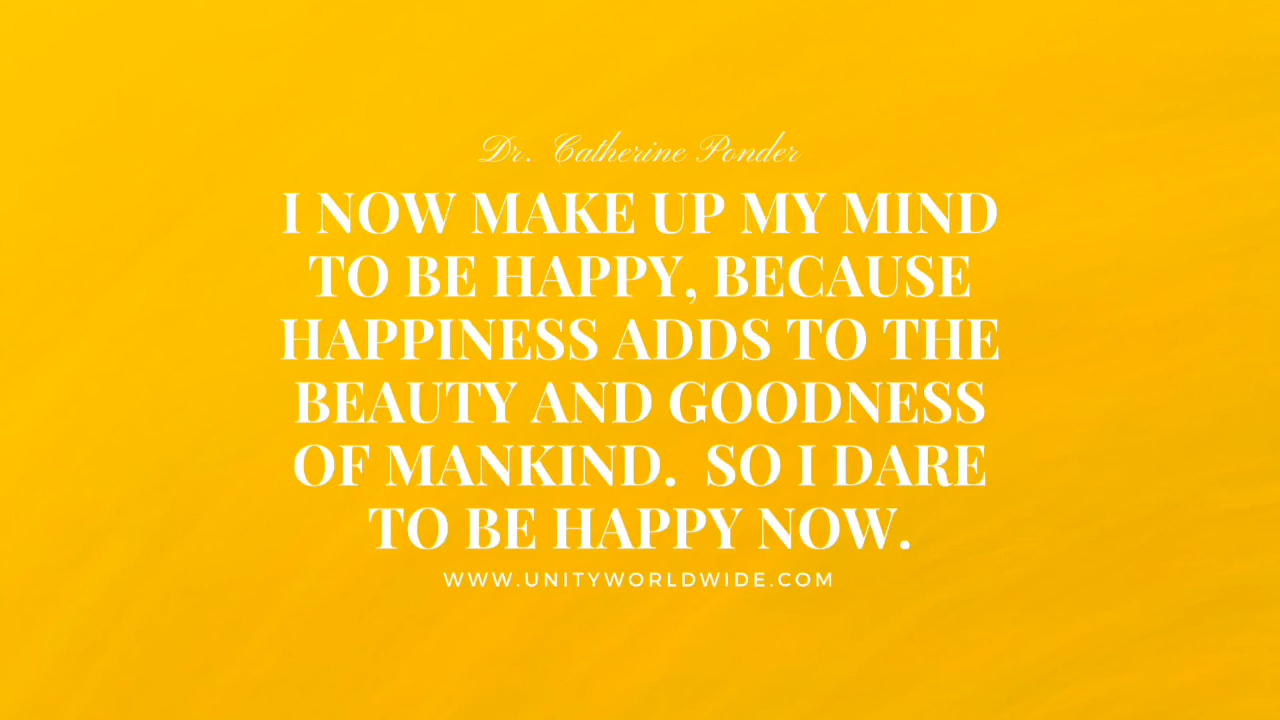 Dr. Catherine Ponder
I NOW MAKE UP MY MIND
TO BE HAPPY, BECAUSE
HAPPINESS ADDS TO THE
BEAUTY AND GOODNESS
OF MANKIND.  SO I DARE
TO BE HAPPY NOW.
WWW.UNITYWORLDWIDE.COM